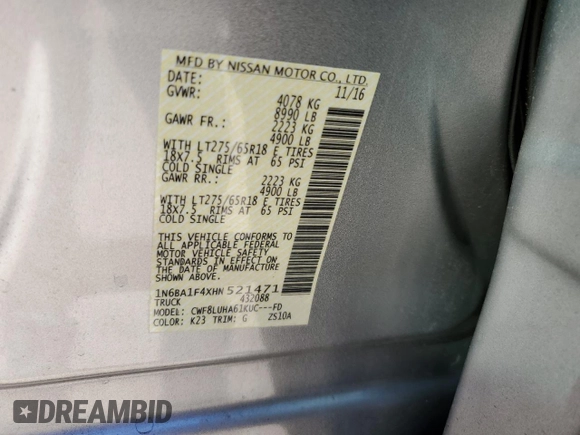 MFD BY NISSAN MOTOR CO., LTD.
DATE: 11/16
GVWR: 4078 KG
8990 LB
GAWR FR.: 2223 KG
4900 LB
WITH LT275/65R18 E TIRES
18X7.5 RIMS AT 65 PSI
COLD SINGLE
GAWR RR.: 2223 KG
4900 LB
WITH LT275/65R18 E TIRES
18X7.5 RIMS AT 65 PSI
COLD SINGLE
THIS VEHICLE CONFORMS TO
ALL APPLICABLE FEDERAL
MOTOR VEHICLE SAFETY
STANDARDS IN EFFECT ON
THE DATE OF MANUFACTURE
SHOWN ABOVE.
1N6BA1F4XHN521471
TRUCK 432088
MODEL: CWF8LUHA61KUC---FD
COLOR: K23 TRIM: G ZS10A
DREAMBID